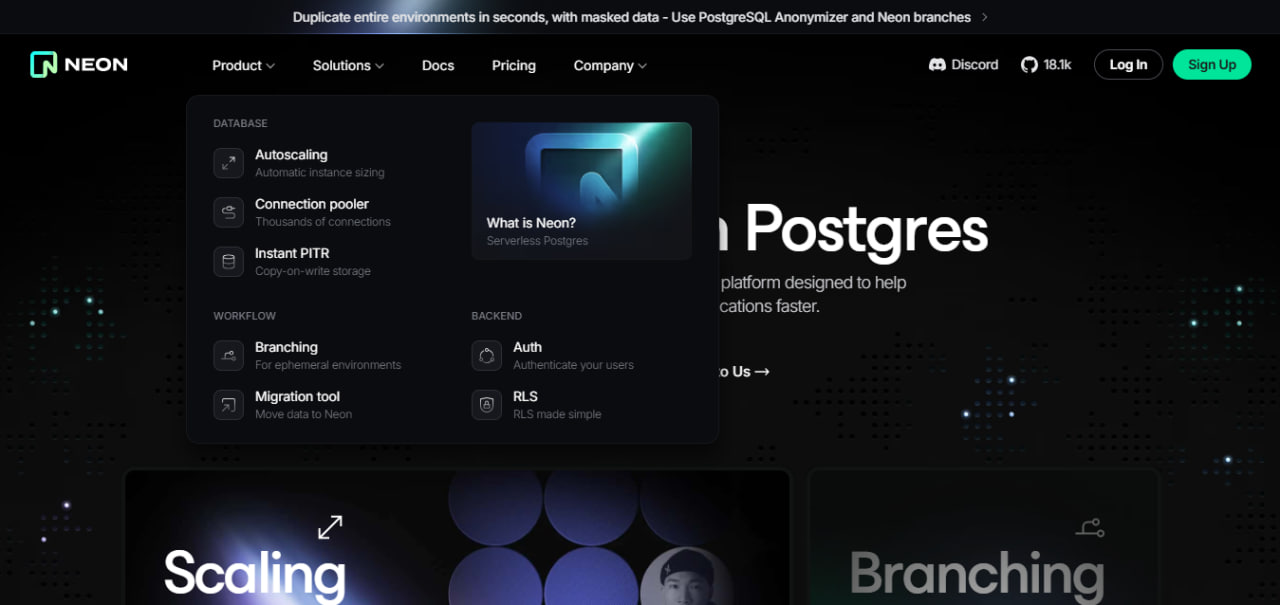 Duplicate entire environments in seconds, with masked data - Use PostgreSQL Anonymizer and Neon branches
NEON
Product
Solutions
Docs
Pricing
Company
Discord
18.1k
Log In
Sign Up
DATABASE
Autoscaling
Automatic instance sizing
Connection pooler
Thousands of connections
Instant PITR
Copy-on-write storage
What is Neon?
Serverless Postgres
WORKFLOW
Branching
For ephemeral environments
Migration tool
Move data to Neon
BACKEND
Auth
Authenticate your users
RLS
RLS made simple
Postgres
platform designed to help
faster.
Us →
Scaling
Branching